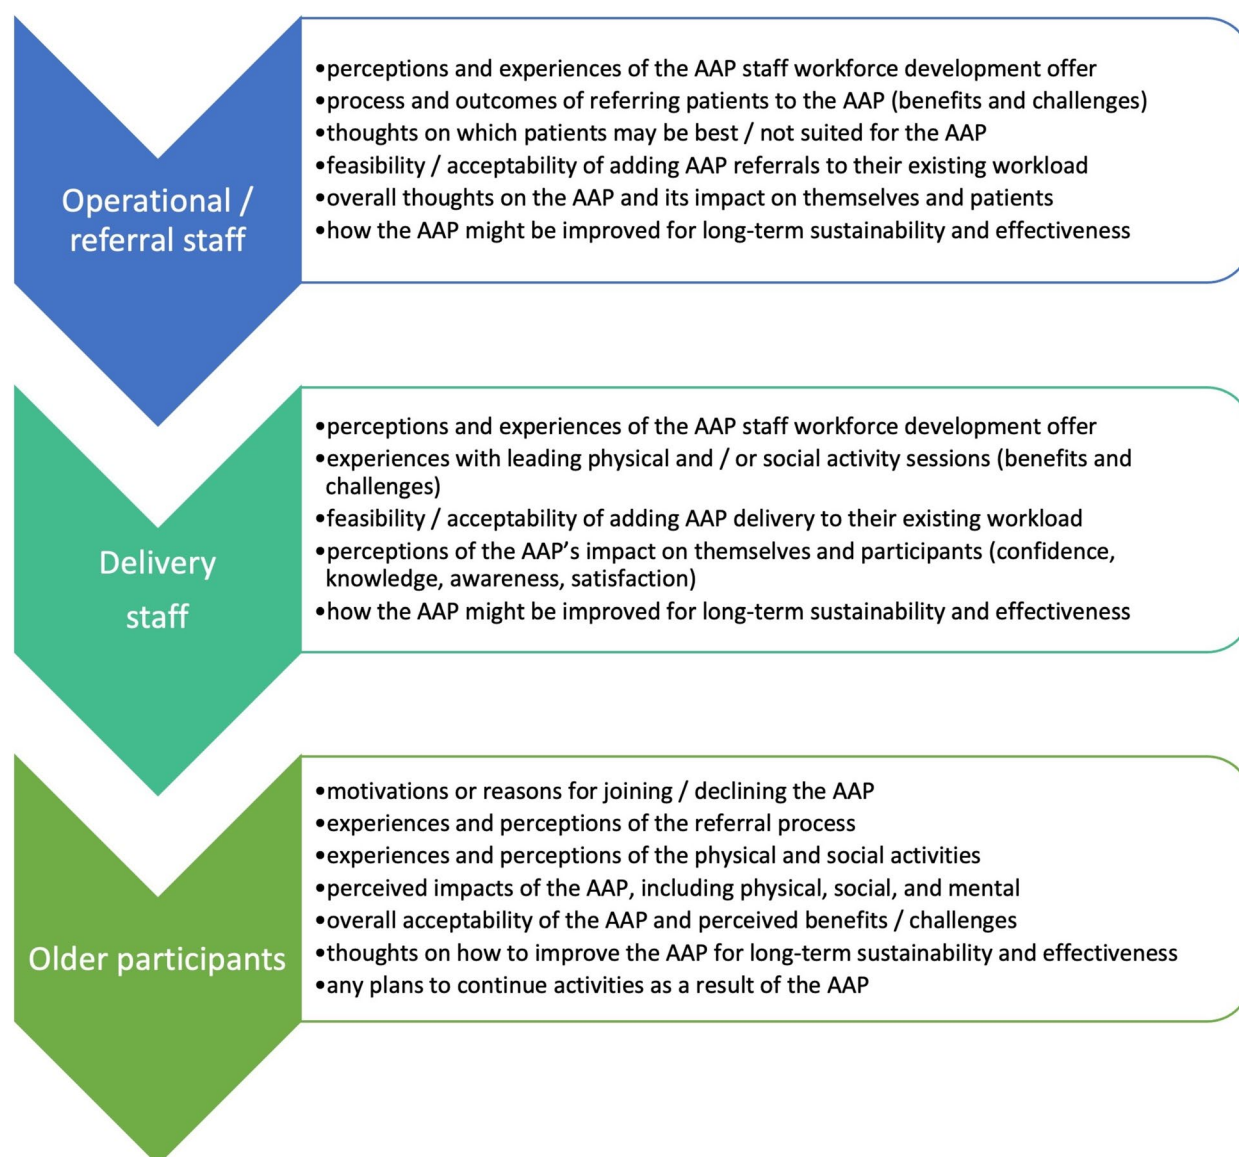 Operational /
referral staff
•perceptions and experiences of the AAP staff workforce development offer
•process and outcomes of referring patients to the AAP (benefits and challenges)
•thoughts on which patients may be best / not suited for the AAP
•feasibility / acceptability of adding AAP referrals to their existing workload
•overall thoughts on the AAP and its impact on themselves and patients
•how the AAP might be improved for long-term sustainability and effectiveness
Delivery
staff
•perceptions and experiences of the AAP staff workforce development offer
•experiences with leading physical and / or social activity sessions (benefits and
challenges)
•feasibility / acceptability of adding AAP delivery to their existing workload
•perceptions of the AAP’s impact on themselves and participants (confidence,
knowledge, awareness, satisfaction)
•how the AAP might be improved for long-term sustainability and effectiveness
Older participants
•motivations or reasons for joining / declining the AAP
•experiences and perceptions of the referral process
•experiences and perceptions of the physical and social activities
•perceived impacts of the AAP, including physical, social, and mental
•overall acceptability of the AAP and perceived benefits / challenges
•thoughts on how to improve the AAP for long-term sustainability and effectiveness
•any plans to continue activities as a result of the AAP